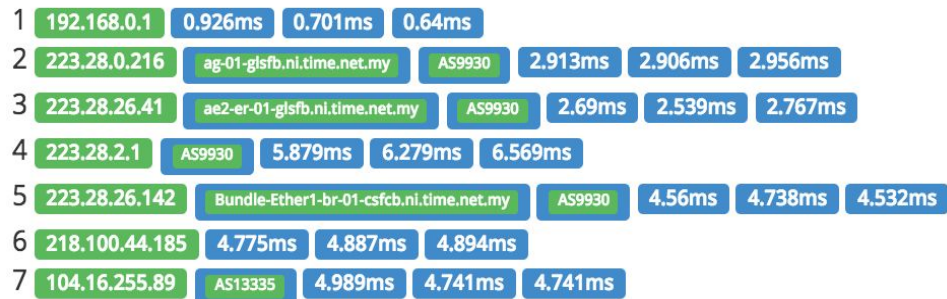 1 192.168.0.1 0.926ms 0.701ms 0.64ms
2 223.28.0.216 ag-01-glsfb.ni.time.net.my AS9930 2.913ms 2.906ms 2.956ms
3 223.28.26.41 ae2-er-01-glsfb.ni.time.net.my AS9930 2.69ms 2.539ms 2.767ms
4 223.28.2.1 AS9930 5.879ms 6.279ms 6.569ms
5 223.28.26.142 Bundle-Ether1-br-01-csfcb.ni.time.net.my AS9930 4.56ms 4.738ms 4.532ms
6 218.100.44.185 4.775ms 4.887ms 4.894ms
7 104.16.255.89 AS13335 4.989ms 4.741ms 4.741ms